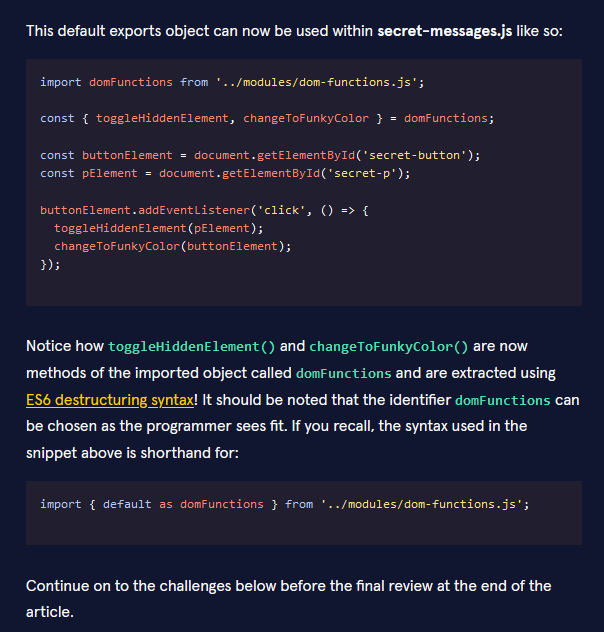 This default exports object can now be used within secret-messages.js like so:
import domFunctions from '../modules/dom-functions.js';
const { toggleHiddenElement, changeToFunkyColor } = domFunctions;
const buttonElement = document.getElementById('secret-button');
const pElement = document.getElementById('secret-p');
buttonElement.addEventListener('click', () => {
  toggleHiddenElement(pElement);
  changeToFunkyColor(buttonElement);
});
Notice how toggleHiddenElement() and changeToFunkyColor() are now
methods of the imported object called domFunctions and are extracted using
ES6 destructuring syntax! It should be noted that the identifier domFunctions can
be chosen as the programmer sees fit. If you recall, the syntax used in the
snippet above is shorthand for:
import { default as domFunctions } from '../modules/dom-functions.js';
Continue on to the challenges below before the final review at the end of the
article.